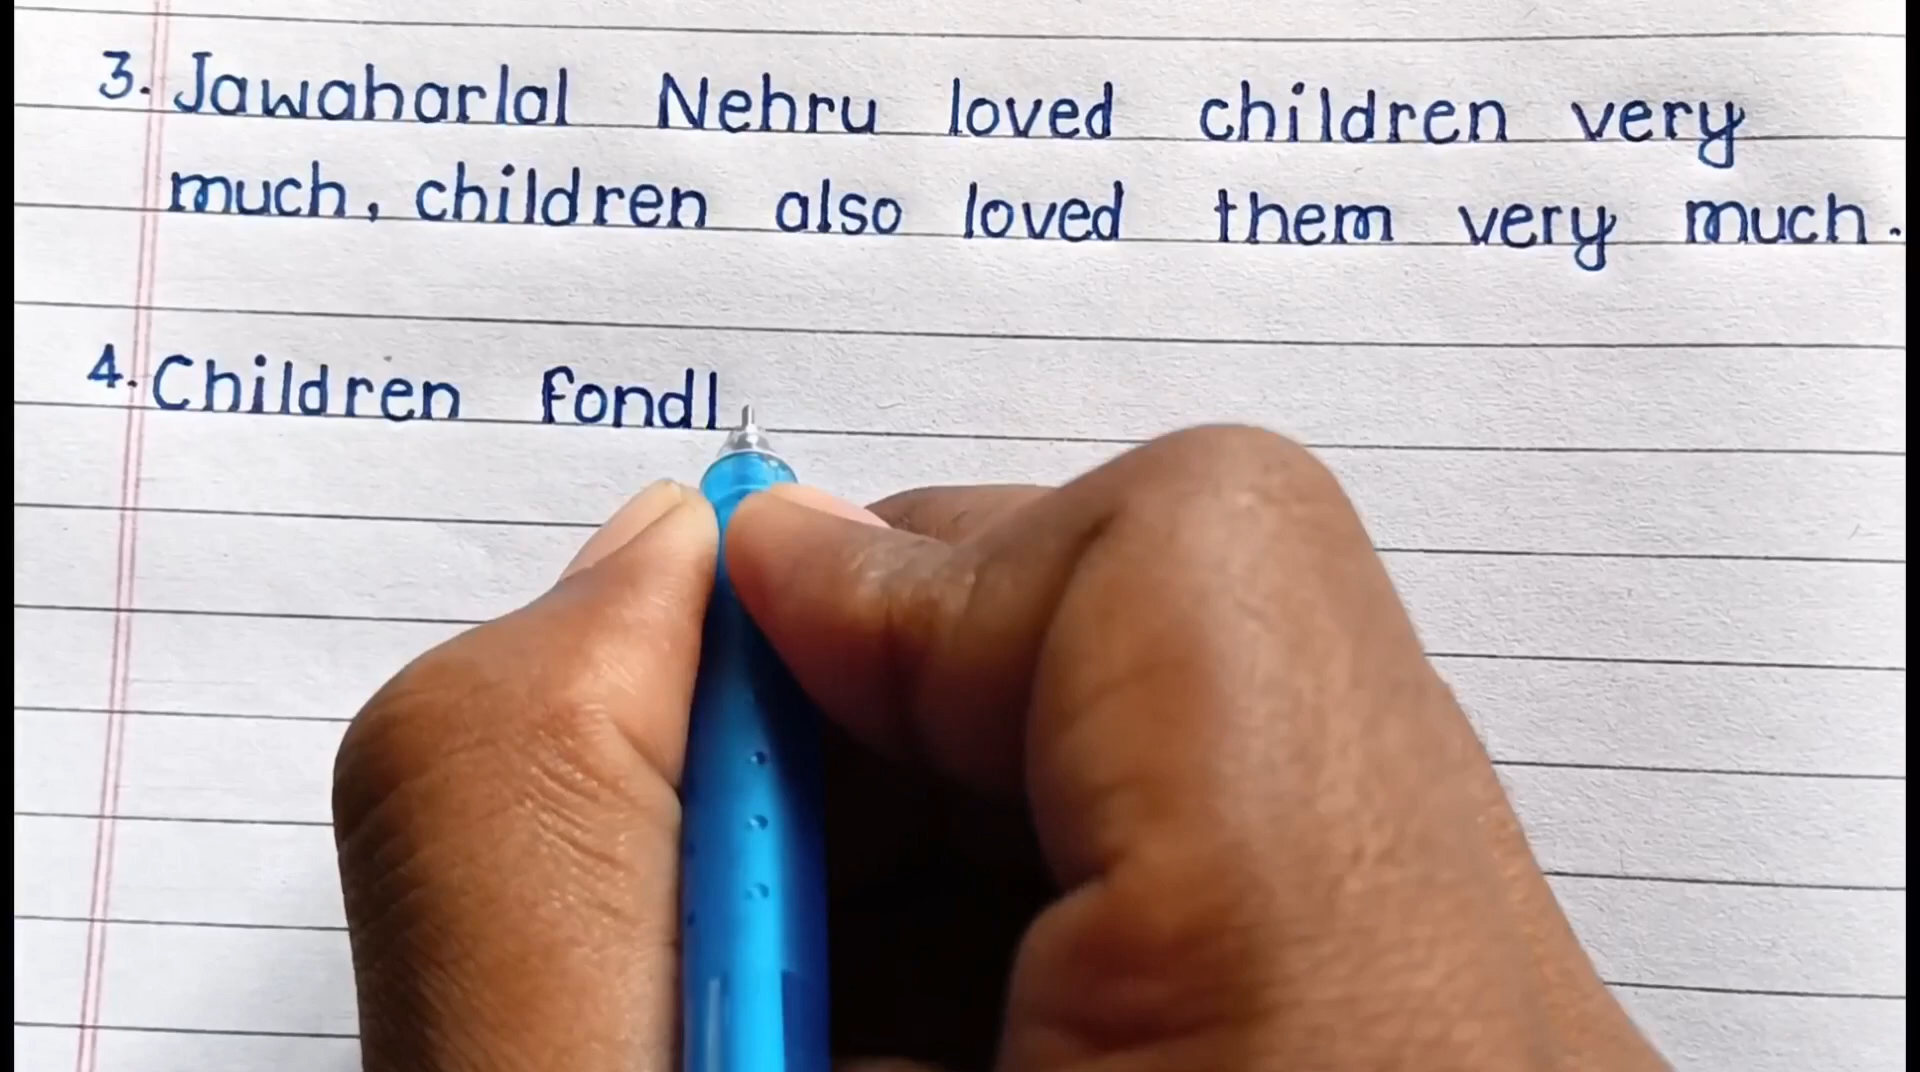 3. Jawaharlal Nehru loved children very
much, children also loved them very much.
4. Children fondl